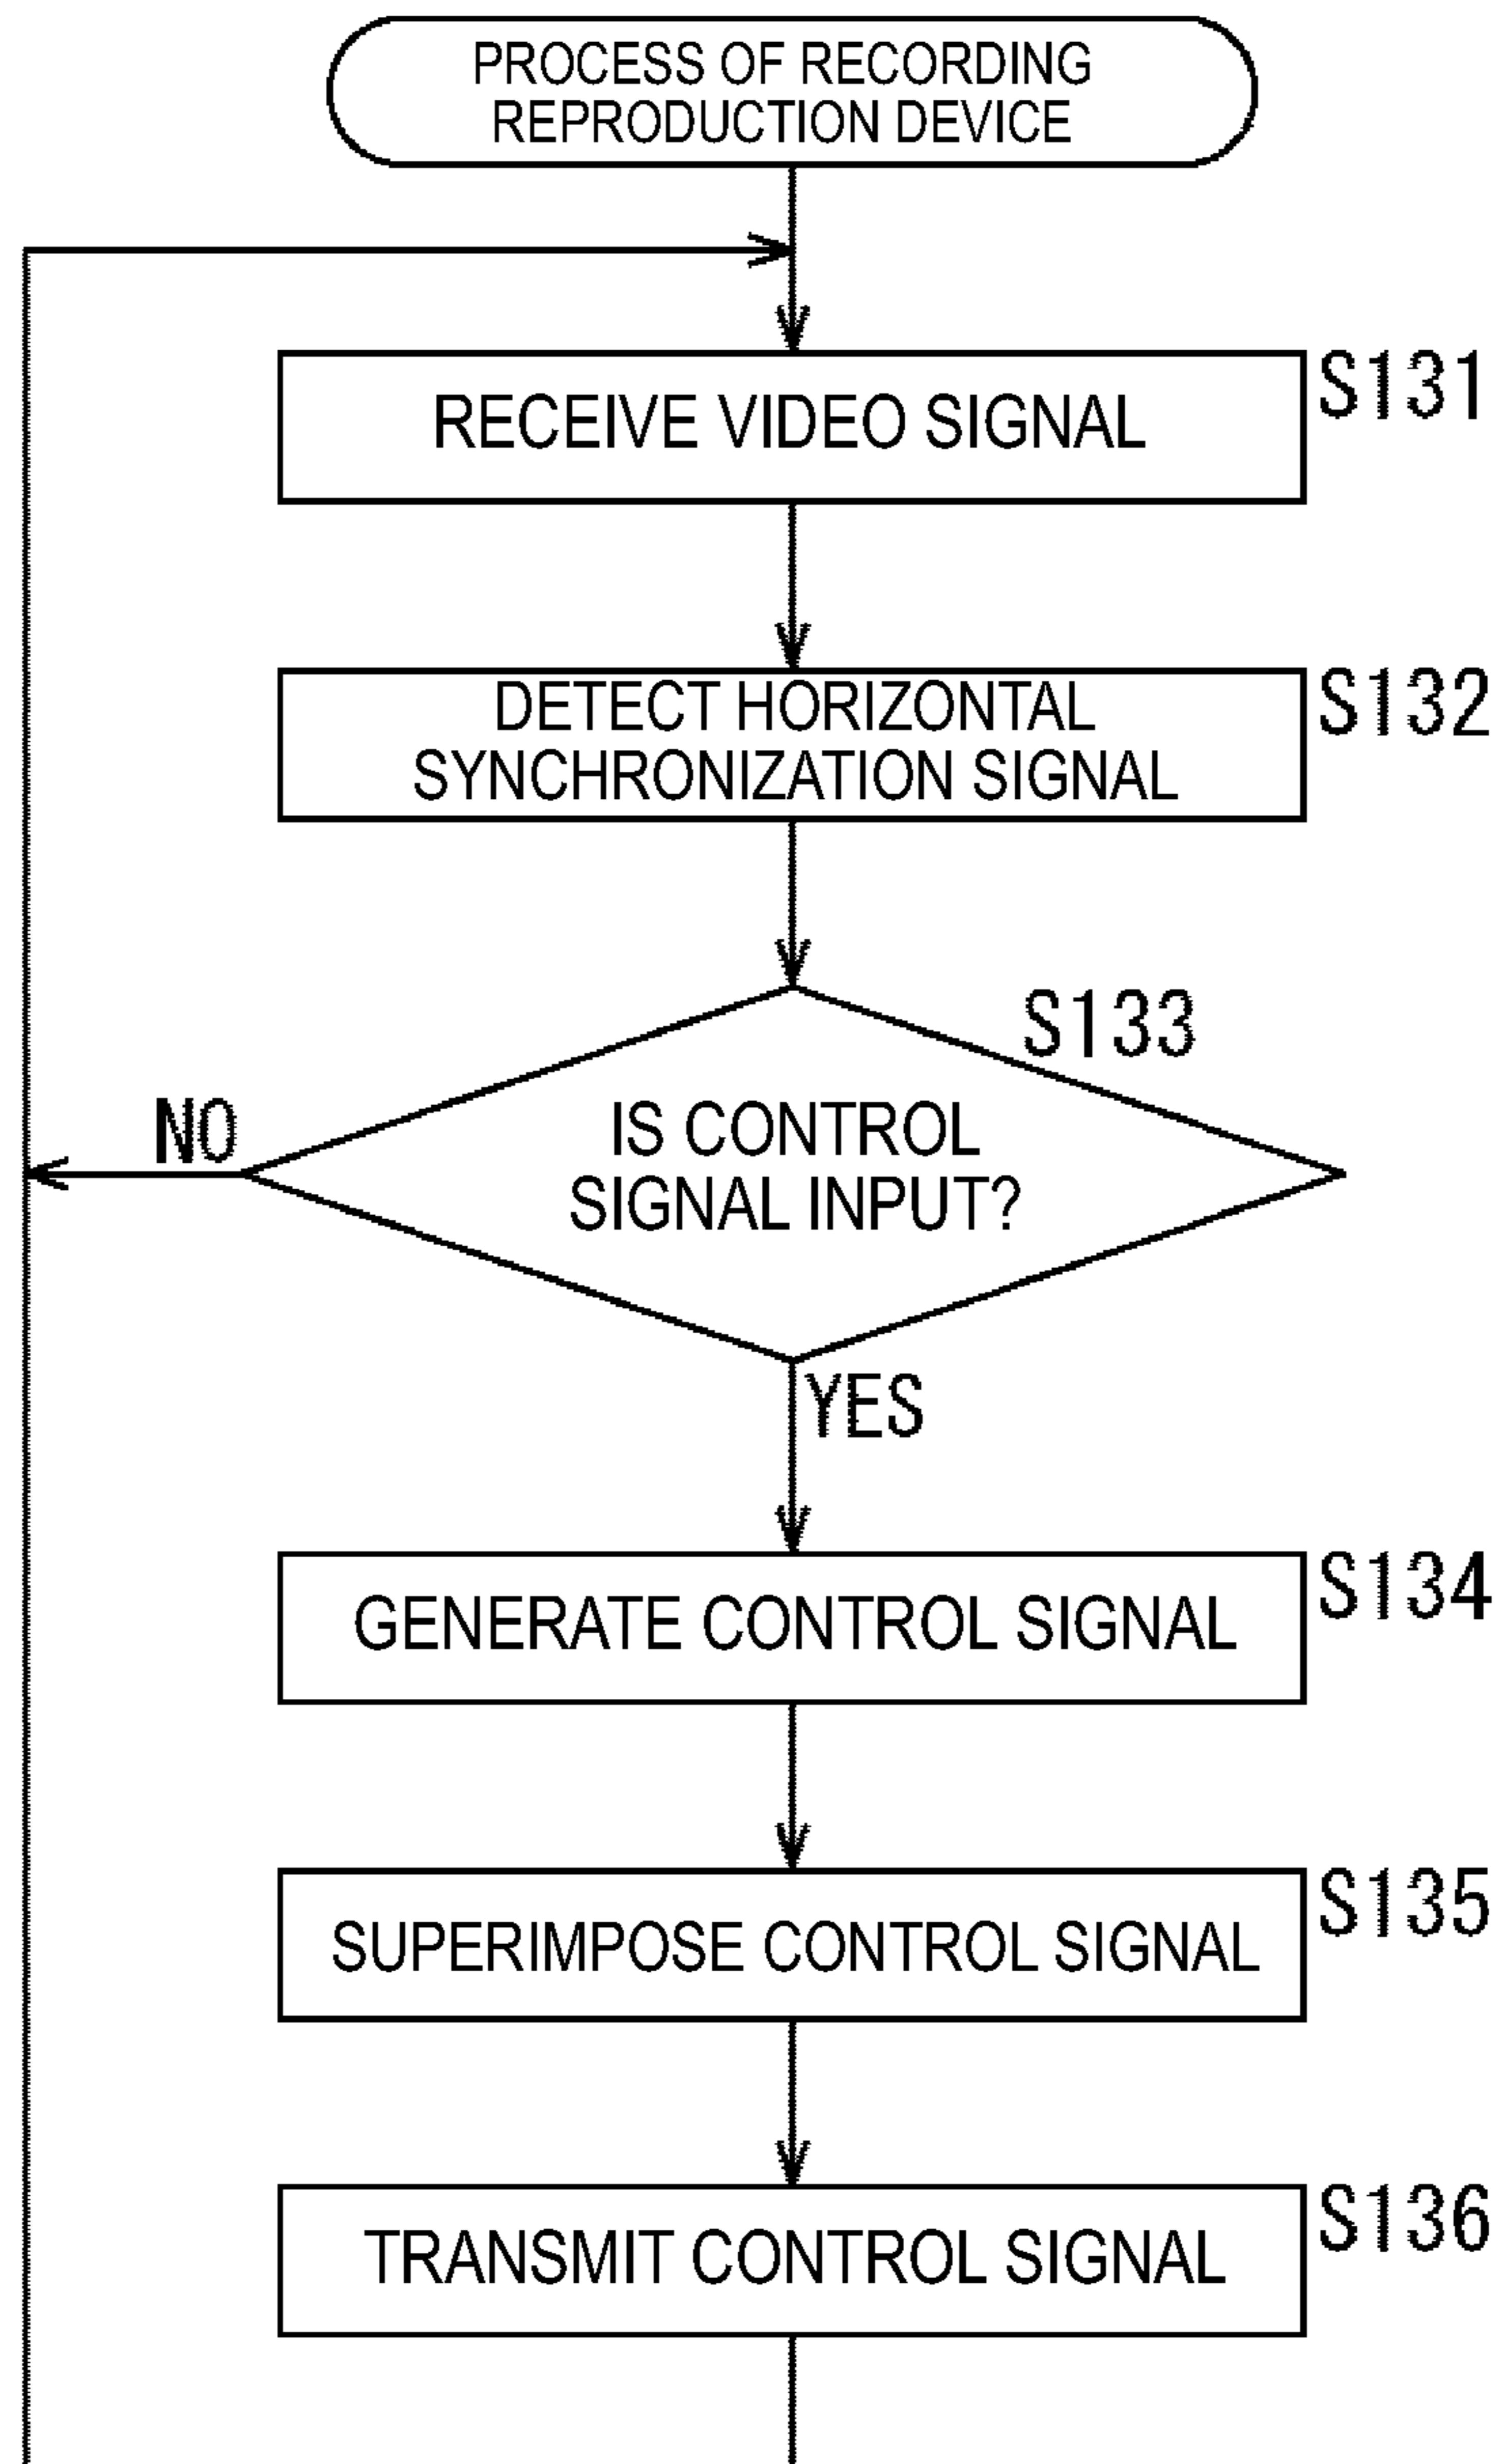 PROCESS OF RECORDING
REPRODUCTION DEVICE
RECEIVE VIDEO SIGNAL
S131
DETECT HORIZONTAL
SYNCHRONIZATION SIGNAL
S132
S133
IS CONTROL
SIGNAL INPUT?
NO
YES
GENERATE CONTROL SIGNAL
S134
SUPERIMPOSE CONTROL SIGNAL
S135
TRANSMIT CONTROL SIGNAL
S136